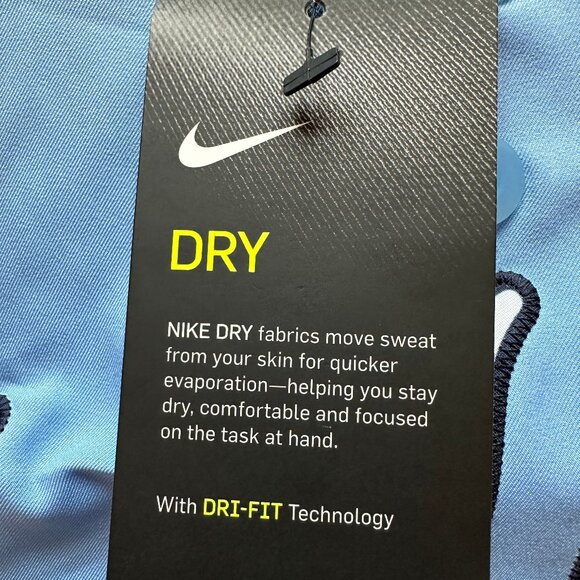 DRY
NIKE DRY fabrics move sweat
from your skin for quicker
evaporation—helping you stay
dry, comfortable and focused
on the task at hand.
With DRI-FIT Technology